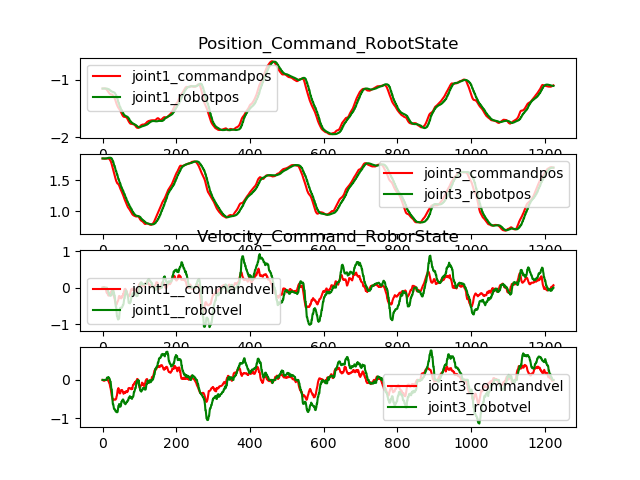 Position_Command_RobotState
−1
−2
joint1_commandpos
joint1_robotpos
0 200 400 600 800 1000 1200
1.5
1.0
joint3_commandpos
joint3_robotpos
Velocity_Command_RoborState
1
0
−1
joint1__commandvel
joint1__robotvel
0
−1
joint3_commandvel
joint3_robotvel
0 200 400 600 800 1000 1200